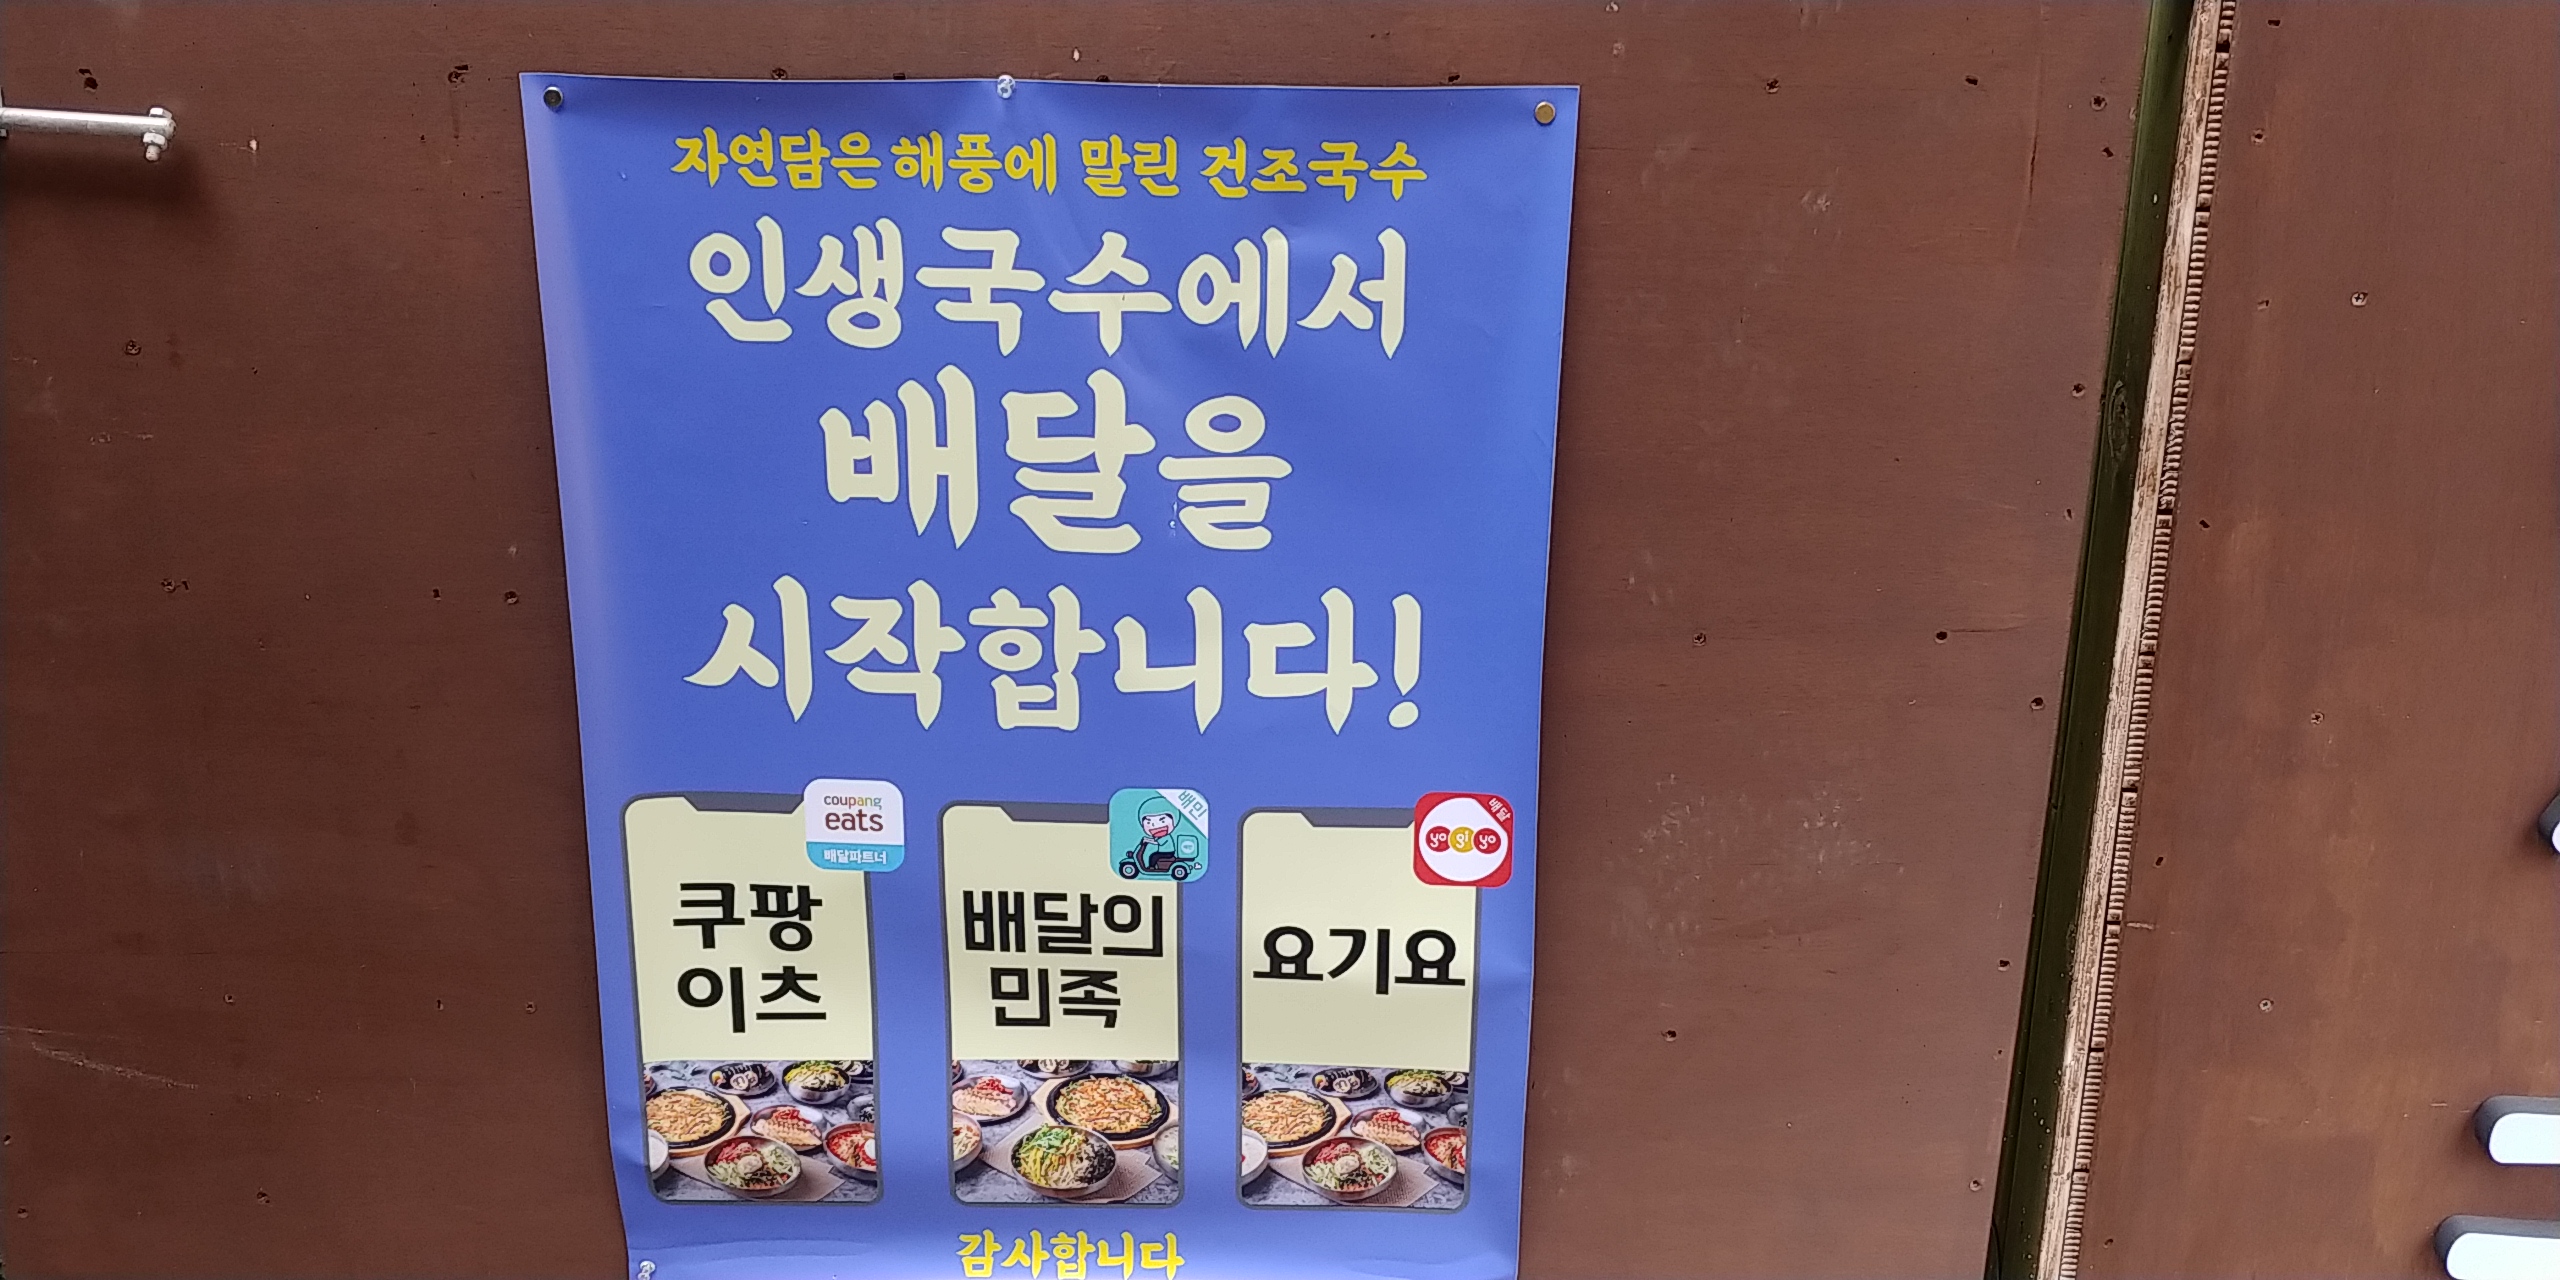 자연담은 해풍에 말린 건조국수
인생국수에서
배달을
시작합니다!
coupang
eats
배달파트너
쿠팡
이츠
배민
배달의
민족
배달
yo gi yo
요기요
감사합니다